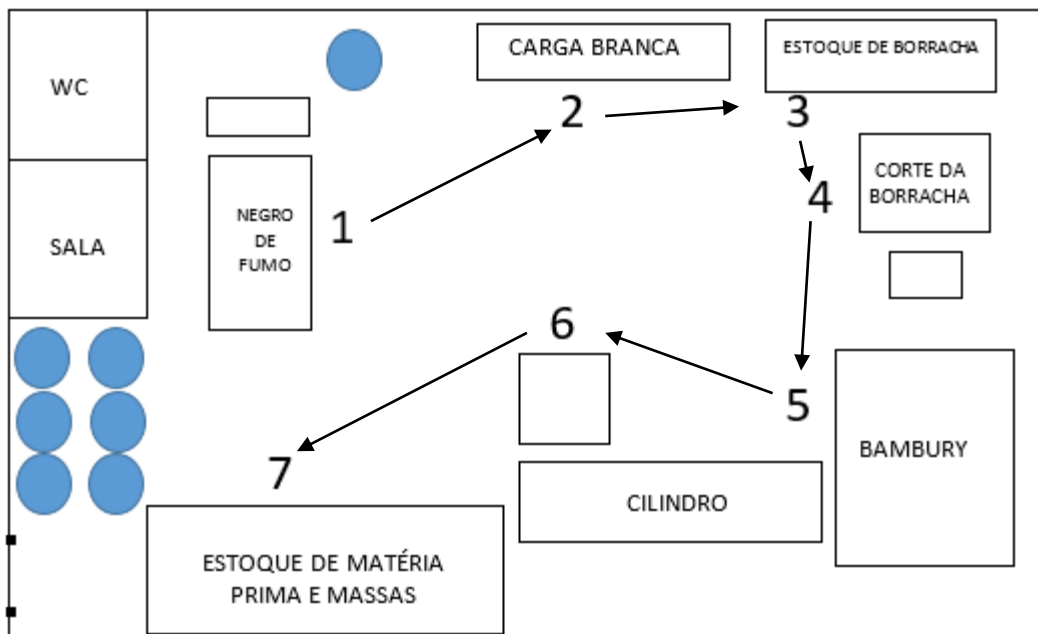 WC
CARGA BRANCA
ESTOQUE DE BORRACHA
2
3
CORTE DA
BORRACHA
4
NEGRO
DE
FUMO
1
SALA
6
5
BAMBURY
7
CILINDRO
ESTOQUE DE MATÉRIA
PRIMA E MASSAS